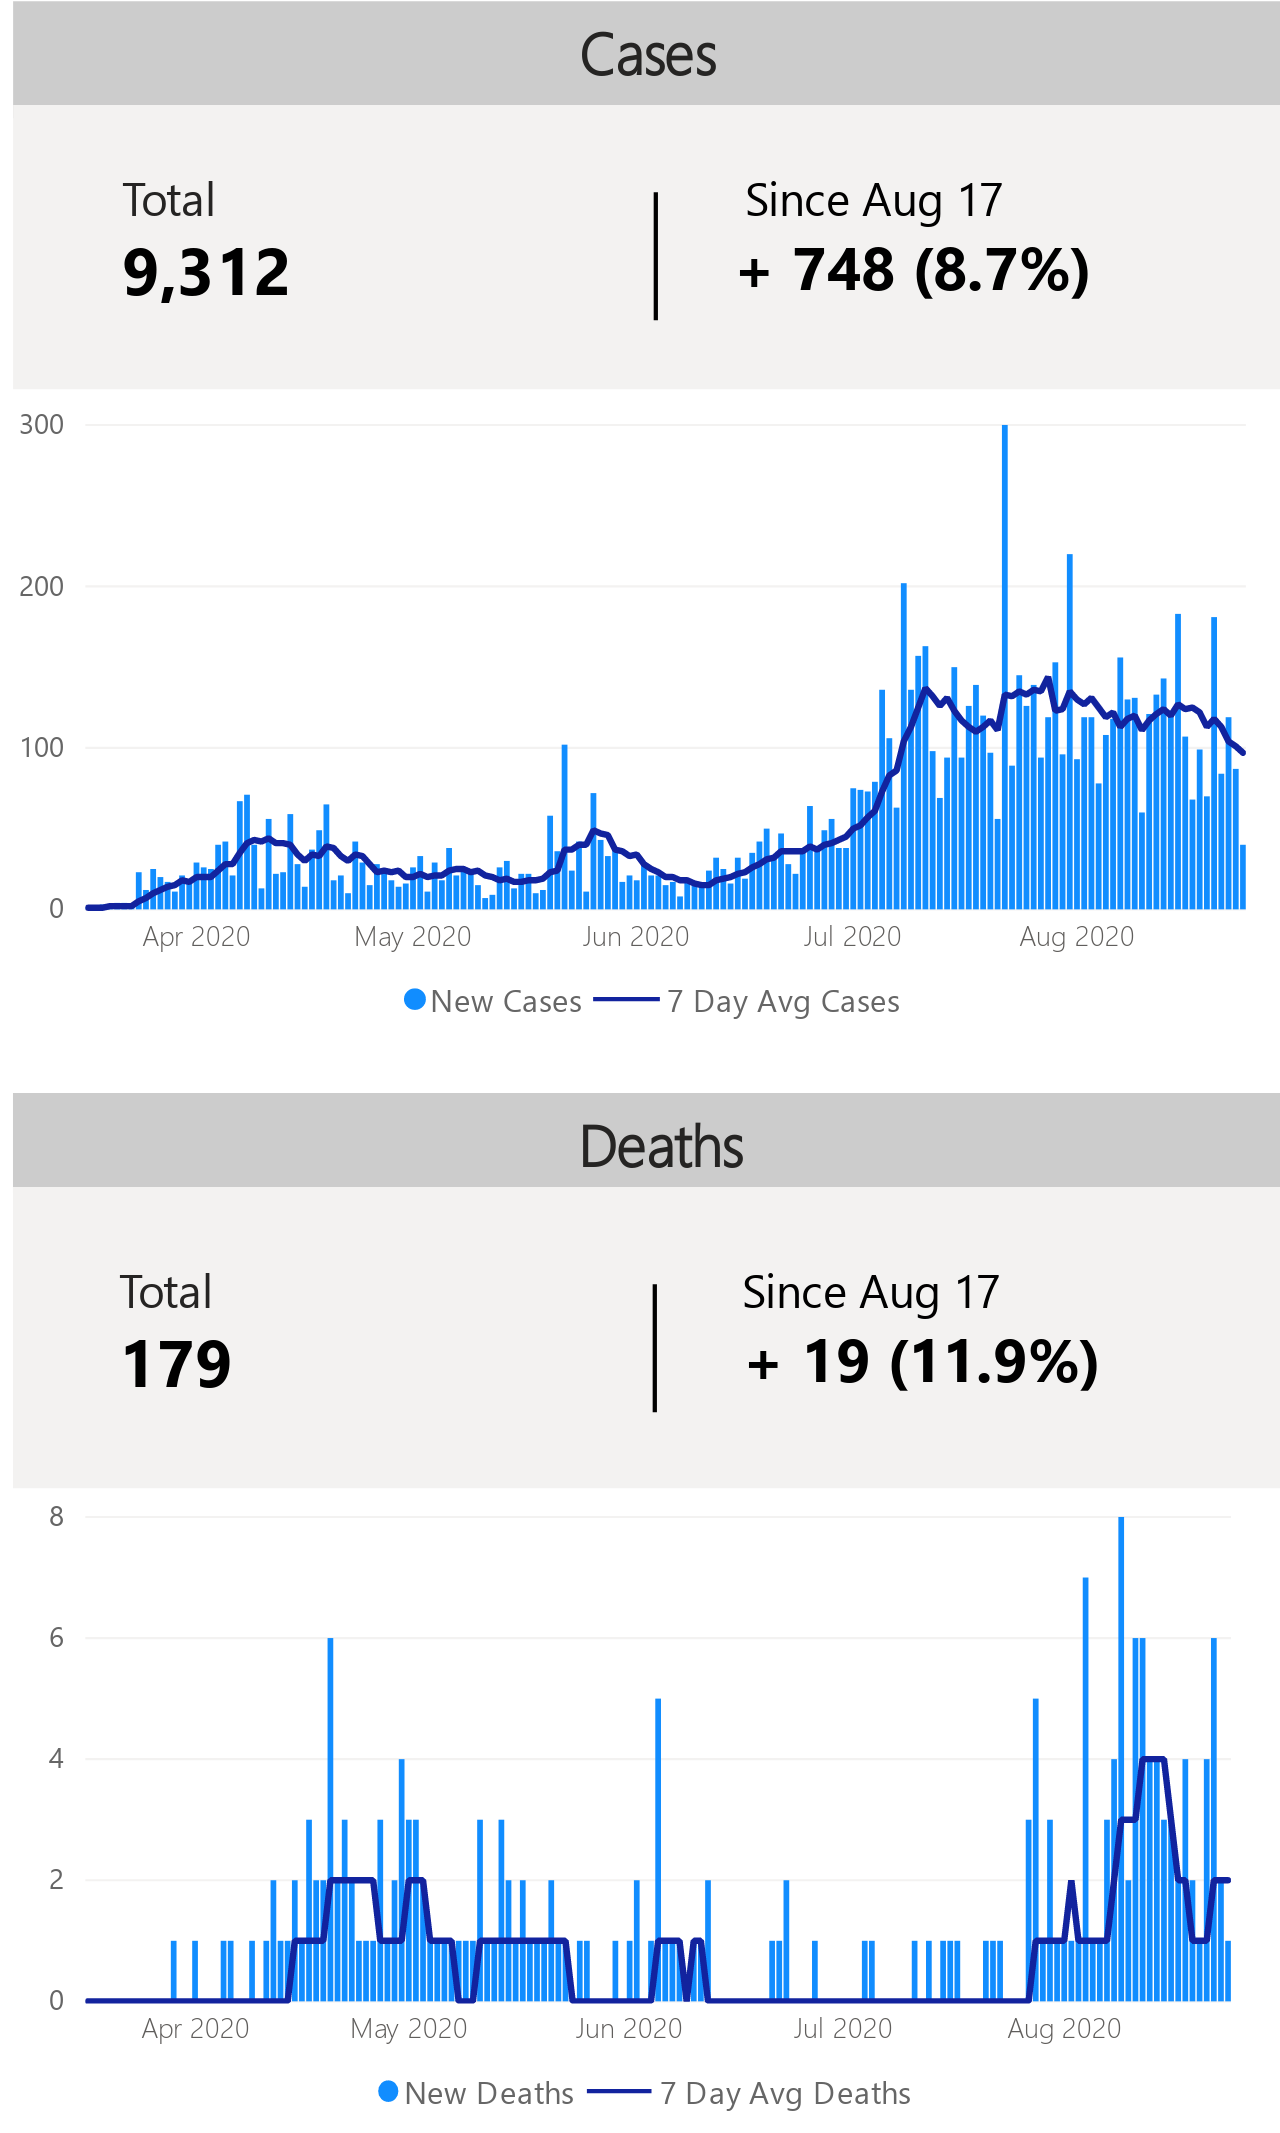 Cases
Total
9,312
Since Aug 17
+ 748 (8.7%)
300
200
100
0
Apr 2020 May 2020 Jun 2020 Jul 2020 Aug 2020
New Cases 7 Day Avg Cases
Deaths
Total
179
Since Aug 17
+ 19 (11.9%)
8
6
4
2
0
Apr 2020 May 2020 Jun 2020 Jul 2020 Aug 2020
New Deaths 7 Day Avg Deaths